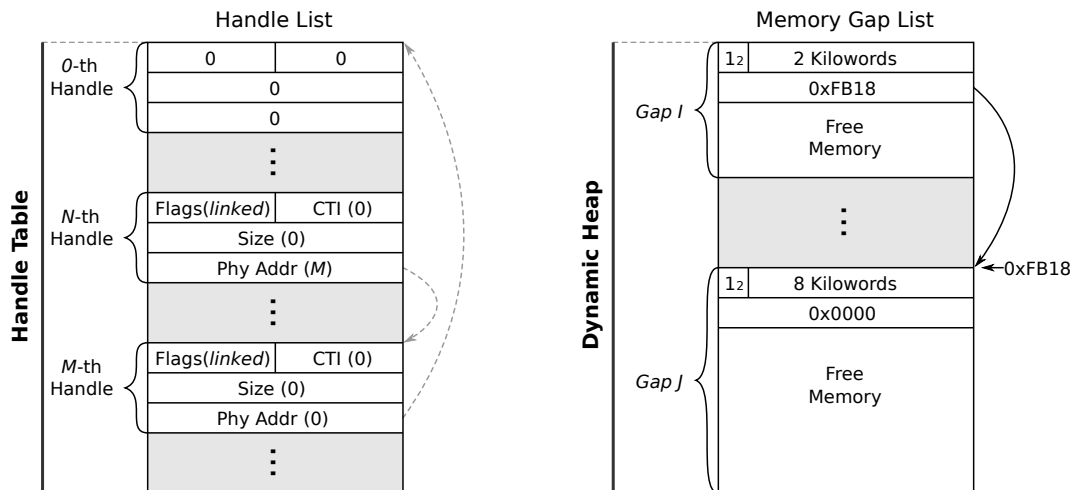 Handle List
Handle Table
0-th
Handle
0 0
0
0
⋮
N-th
Handle
Flags(linked) CTI (0)
Size (0)
Phy Addr (M)
⋮
M-th
Handle
Flags(linked) CTI (0)
Size (0)
Phy Addr (0)
⋮
Memory Gap List
Dynamic Heap
Gap I
1₂ 2 Kilowords
0xFB18
Free
Memory
⋮
0xFB18
Gap J
1₂ 8 Kilowords
0x0000
Free
Memory